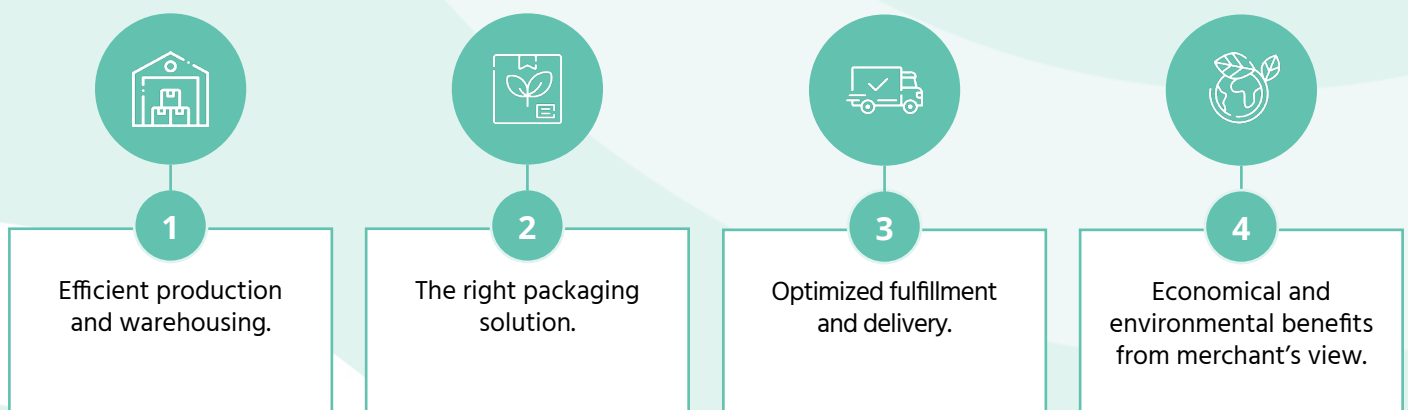 1
Efficient production
and warehousing.
2
The right packaging
solution.
3
Optimized fulfillment
and delivery.
4
Economical and
environmental benefits
from merchant’s view.